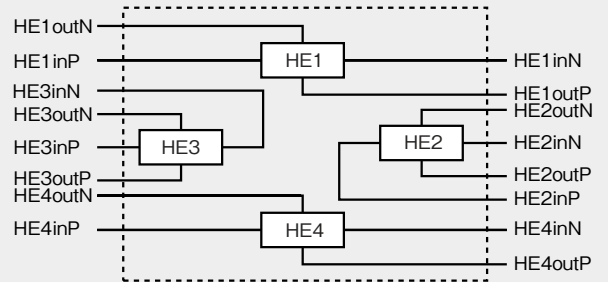 HE1outN
HE1inP
HE3inN
HE3outN
HE3inP
HE3outP
HE4outN
HE4inP
HE1
HE3
HE2
HE4
HE1inN
HE1outP
HE2outN
HE2inN
HE2outP
HE2inP
HE4inN
HE4outP